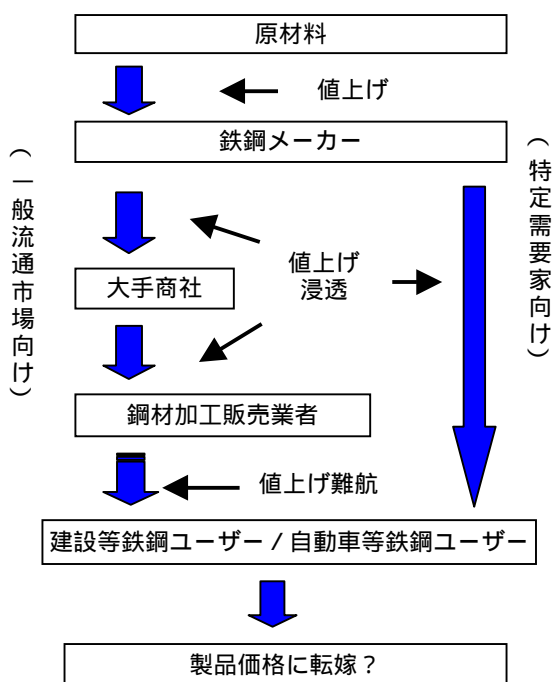 原材料
値上げ
鉄鋼メーカー
（一般流通市場向け）
（特定需要家向け）
値上げ
浸透
大手商社
鋼材加工販売業者
値上げ難航
建設等鉄鋼ユーザー / 自動車等鉄鋼ユーザー
製品価格に転嫁？